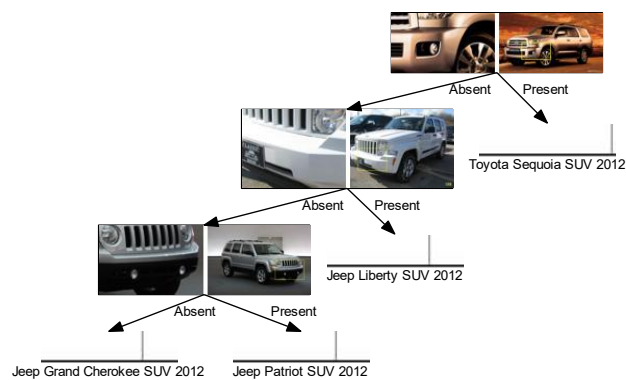 Absent
Present
Toyota Sequoia SUV 2012
Absent
Present
Jeep Liberty SUV 2012
Absent
Present
Jeep Grand Cherokee SUV 2012
Jeep Patriot SUV 2012